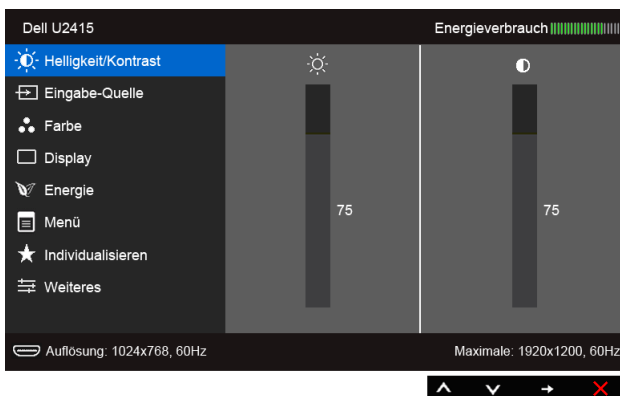 Dell U2415
Energieverbrauch
Helligkeit/Kontrast
Eingabe-Quelle
Farbe
Display
Energie
Menü
Individualisieren
Weiteres
75
75
Auflösung: 1024x768, 60Hz
Maximale: 1920x1200, 60Hz